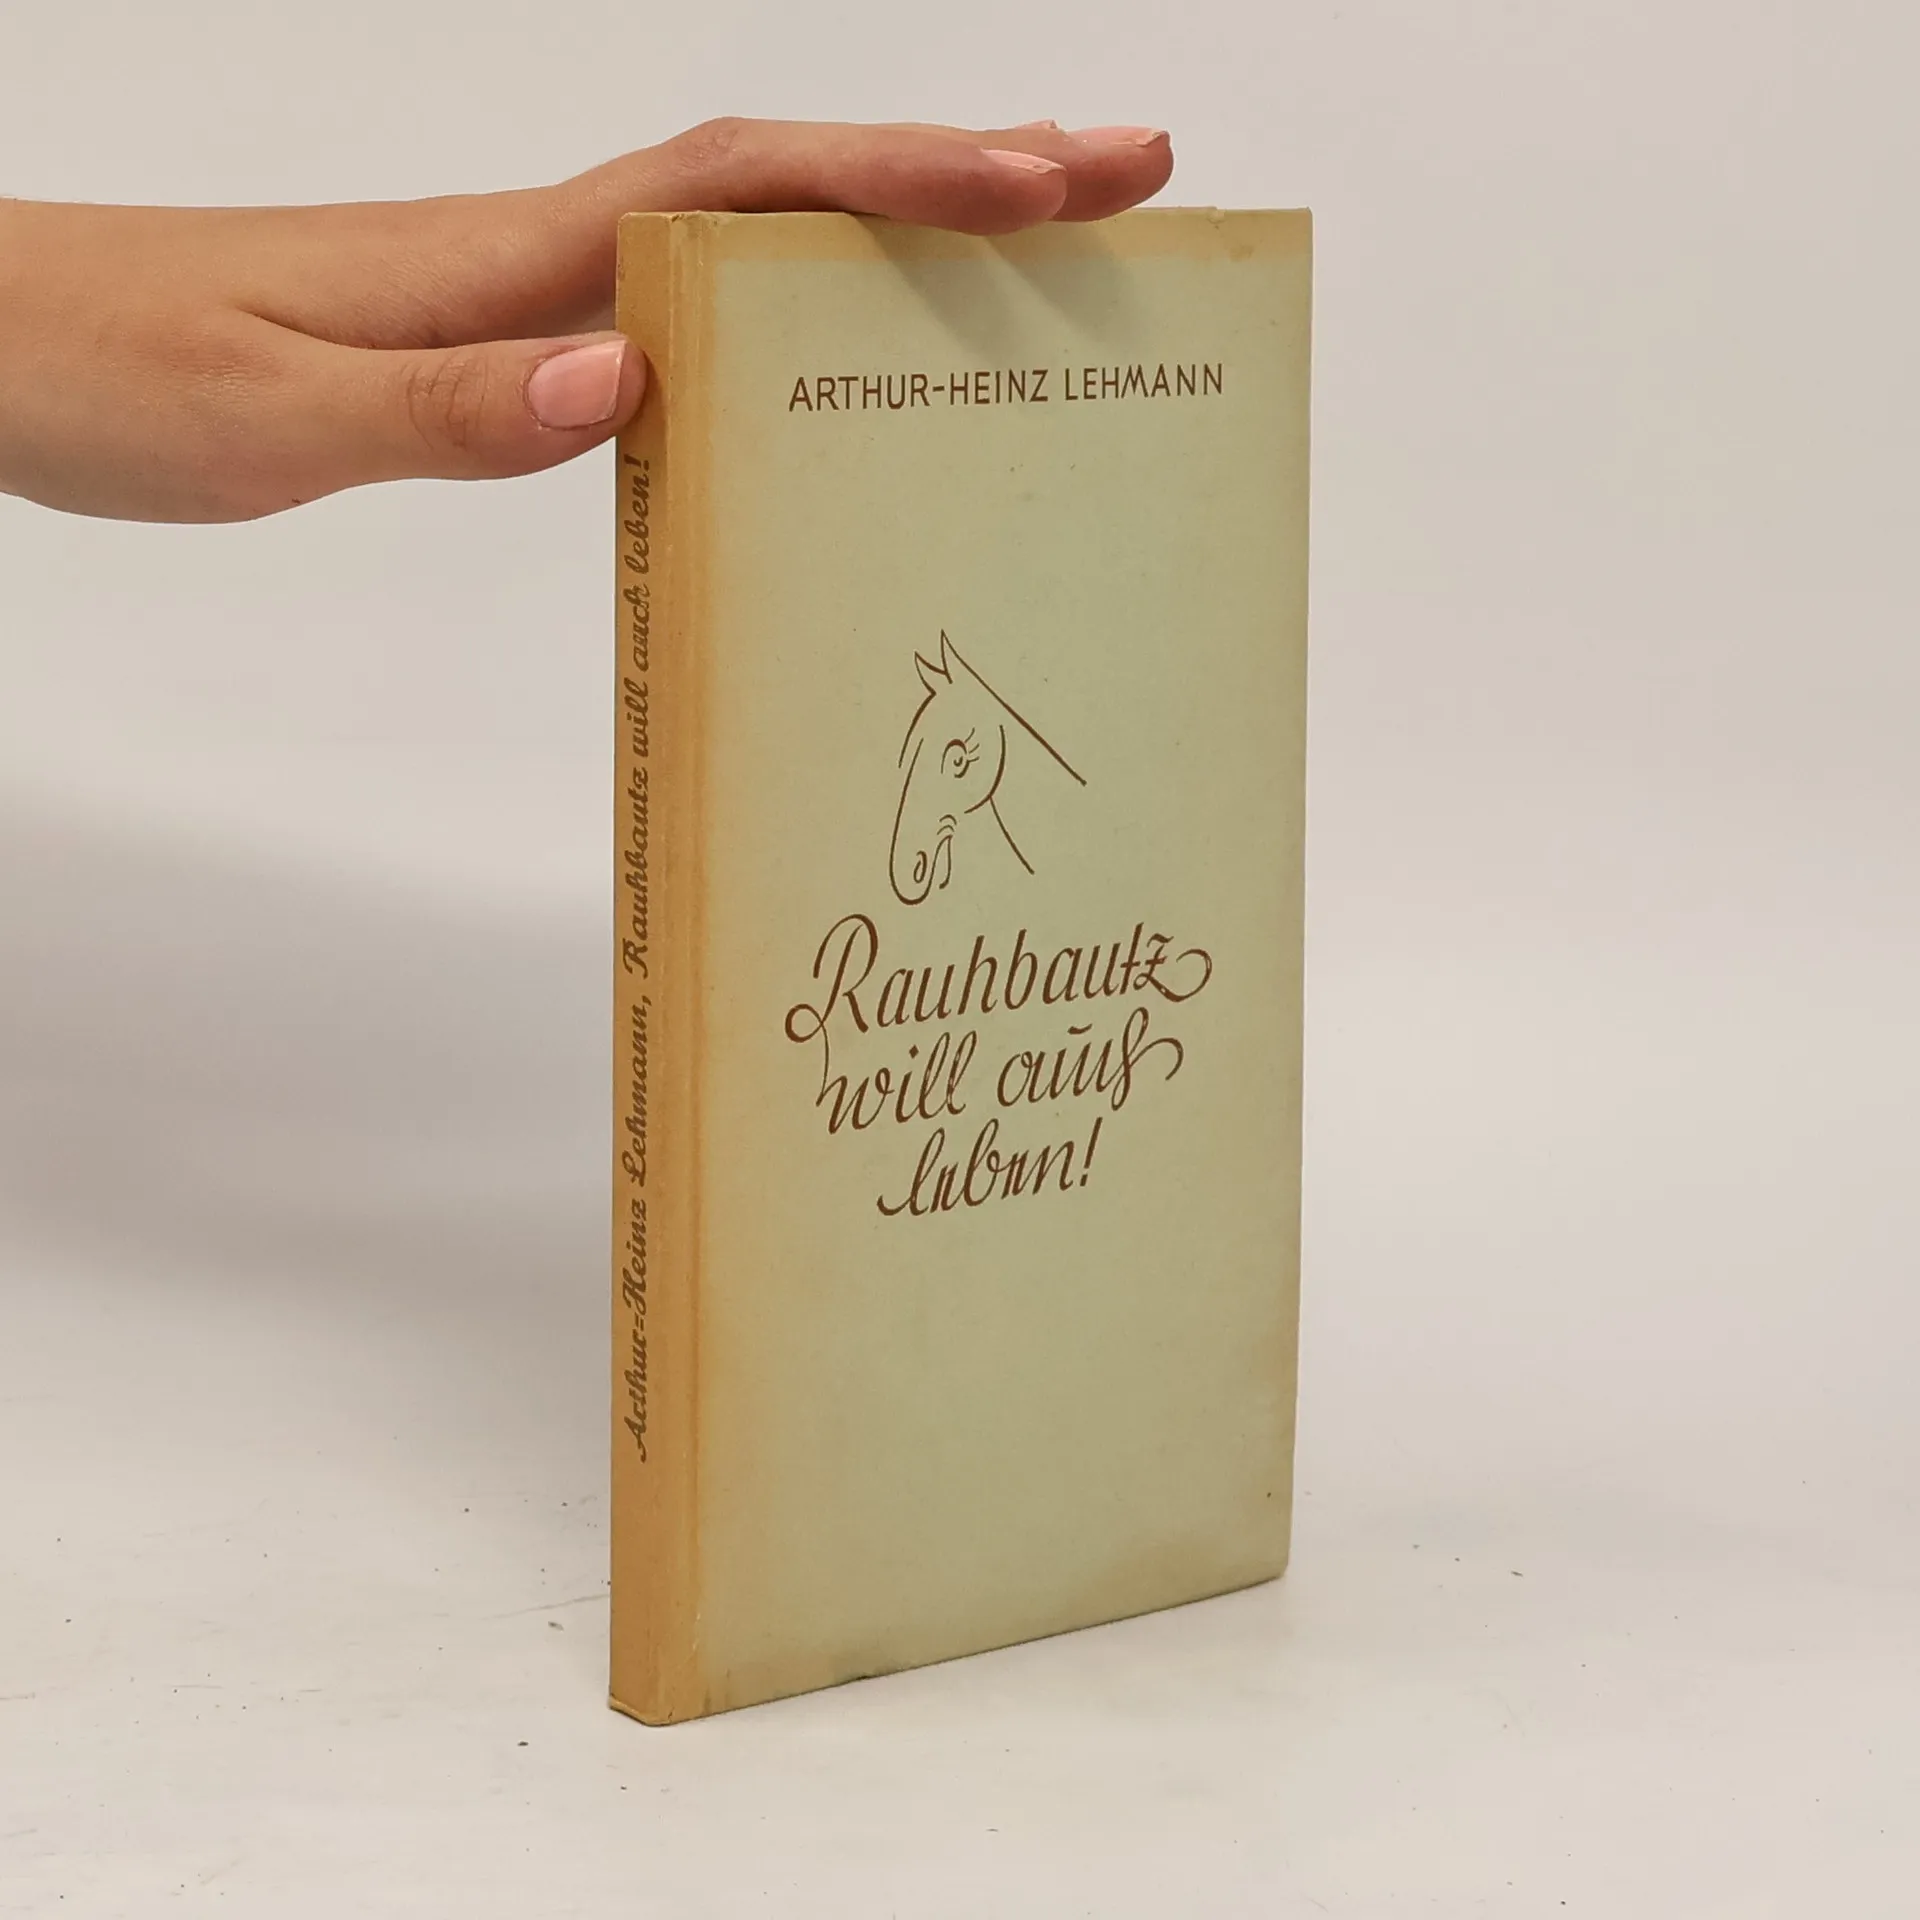 ARTHUR-HEINZ LEHMANN
Rauhbautz
will auch
leben!
Arthur=Heinz Lehmann, Rauhbautz will auch leben!